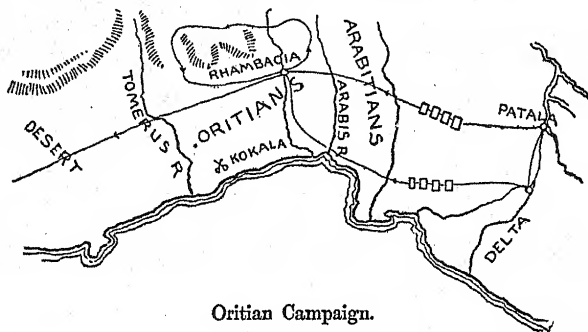 RHAMBACIA
ARABITIANS
TOMERUS R.
ORITIANS
ARABIS R.
PATALA
DESERT
KOKALA
DELTA
Oritian Campaign.